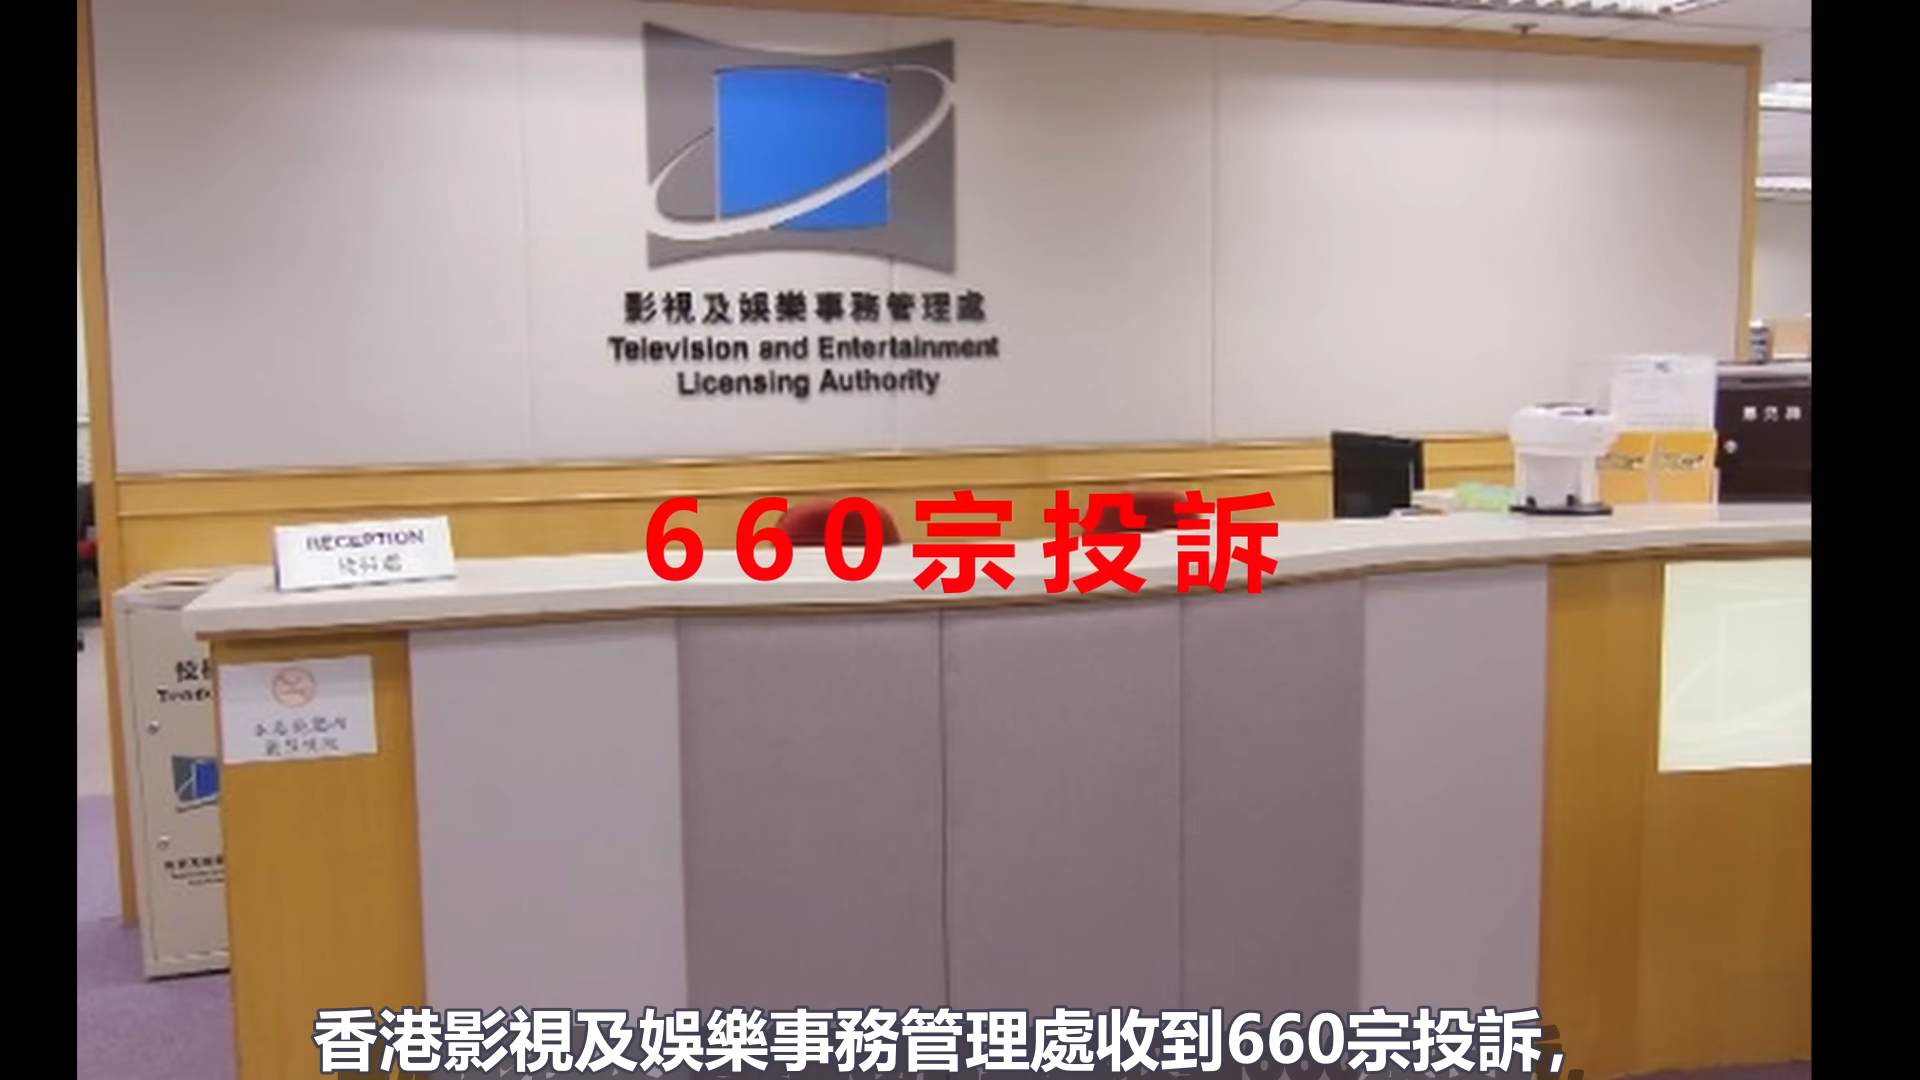 影視及娛樂事務管理處
Television and Entertainment
Licensing Authority
RECEPTION
660宗投訴
香港影視及娛樂事務管理處收到660宗投訴，